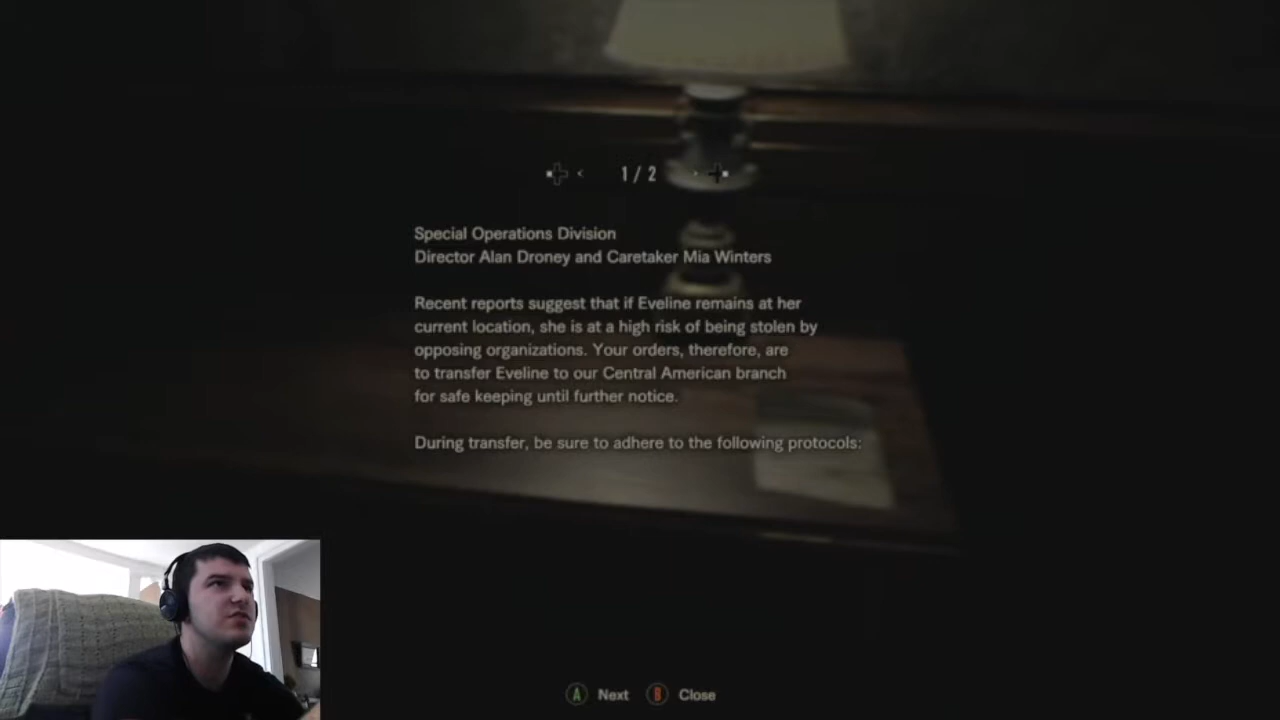 1 / 2
Special Operations Division
Director Alan Droney and Caretaker Mia Winters
Recent reports suggest that if Eveline remains at her
current location, she is at a high risk of being stolen by
opposing organizations. Your orders, therefore, are
to transfer Eveline to our Central American branch
for safe keeping until further notice.
During transfer, be sure to adhere to the following protocols:
A Next B Close